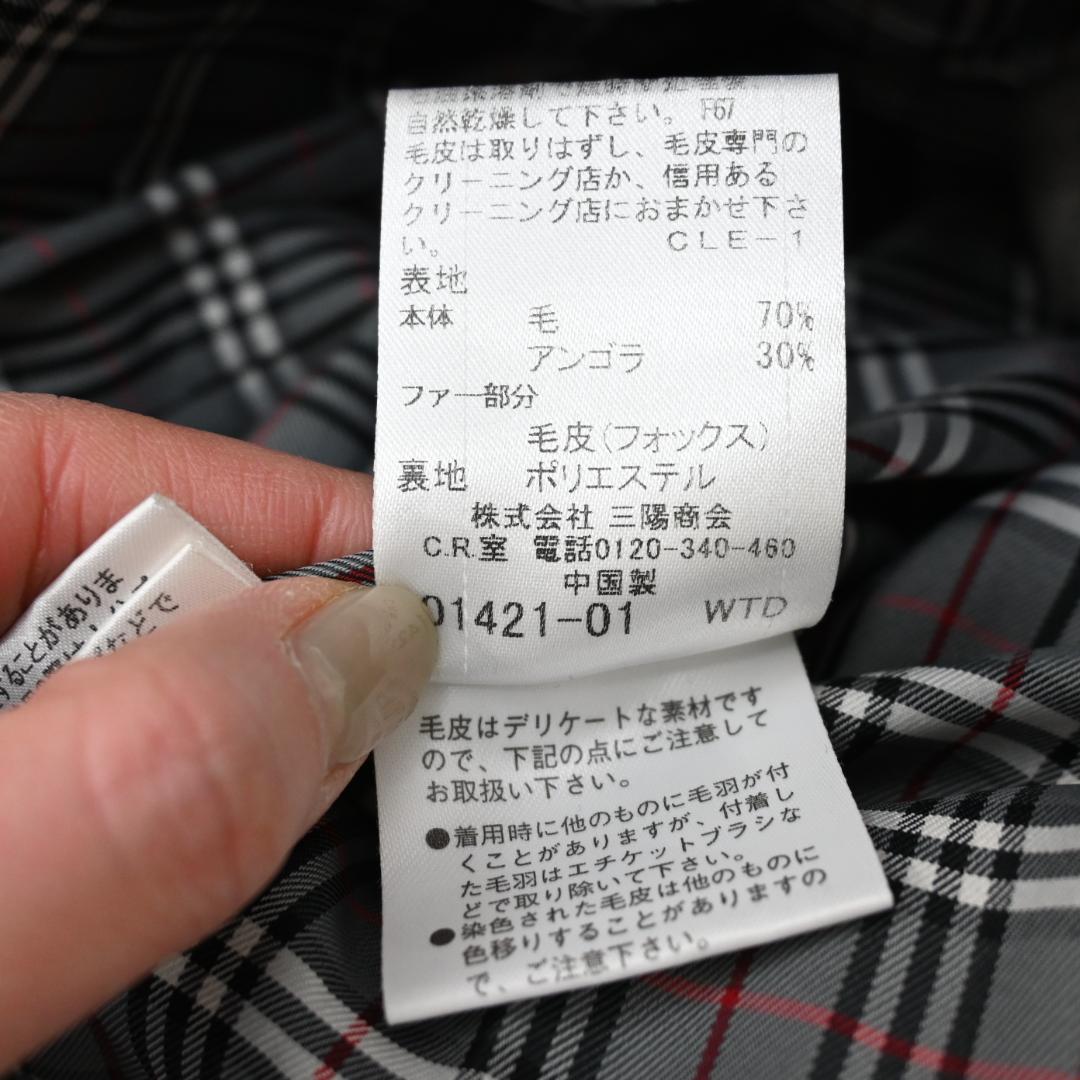 自然乾燥して下さい。 F67
毛皮は取りはずし、毛皮専門の
クリーニング店か、信用ある
クリーニング店におまかせ下さ
い。 CLE-1
表地
本体 毛 70%
アンゴラ 30%
ファー部分
毛皮(フォックス)
裏地 ポリエステル
株式会社 三陽商会
C.R.室 電話0120-340-460
中国製
01421-01 WTD
毛皮はデリケートな素材です
ので、下記の点にご注意して
お取扱い下さい。
●着用時に他のものに毛羽が付
くことがありますが、付着し
た毛羽はエチケットブラシな
どで取り除いて下さい。
●染色された毛皮は他のものに
色移りすることがありますの
で、ご注意下さい。
することがありま
などで